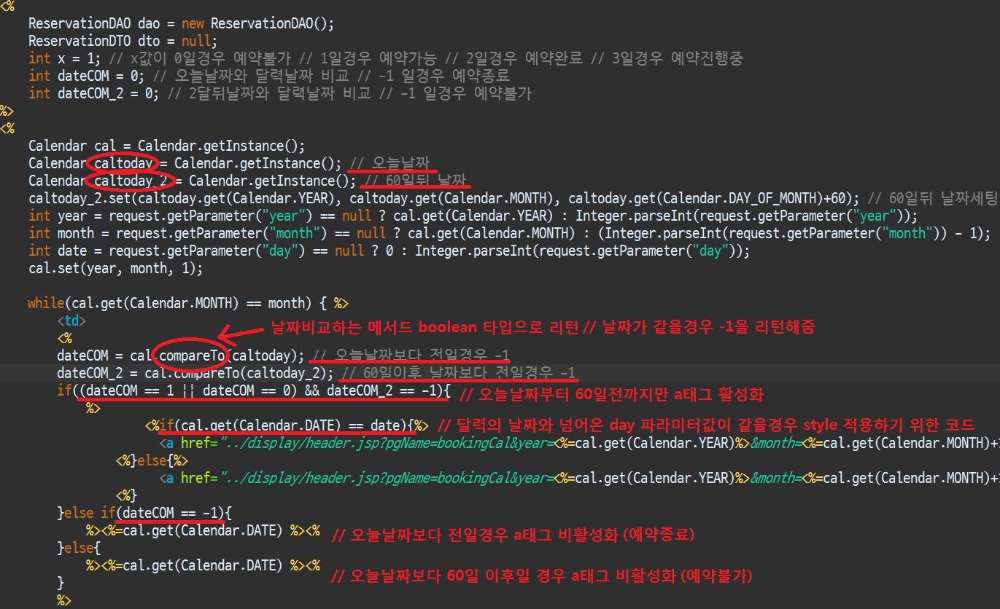 <%
ReservationDAO dao = new ReservationDAO();
ReservationDTO dto = null;
int x = 1; // x값이 0일경우 예약불가 // 1일경우 예약가능 // 2일경우 예약완료 // 3일경우 예약진행중
int dateCOM = 0; // 오늘날짜와 달력날짜 비교 // -1 일경우 예약종료
int dateCOM_2 = 0; // 2달뒤날짜와 달력날짜 비교 // -1 일경우 예약불가
%>
<%
Calendar cal = Calendar.getInstance();
Calendar caltoday = Calendar.getInstance(); // 오늘날짜
Calendar caltoday_2 = Calendar.getInstance(); // 60일뒤 날짜
caltoday_2.set(caltoday.get(Calendar.YEAR), caltoday.get(Calendar.MONTH), caltoday.get(Calendar.DAY_OF_MONTH)+60); // 60일뒤 날짜세팅
int year = request.getParameter("year") == null ? cal.get(Calendar.YEAR) : Integer.parseInt(request.getParameter("year"));
int month = request.getParameter("month") == null ? cal.get(Calendar.MONTH) : (Integer.parseInt(request.getParameter("month")) - 1);
int date = request.getParameter("day") == null ? 0 : Integer.parseInt(request.getParameter("day"));
cal.set(year, month, 1);
while(cal.get(Calendar.MONTH) == month) { %>
<td>
날짜비교하는 메서드 boolean 타입으로 리턴 // 날짜가 같을경우 -1을 리턴해줌
<%
dateCOM = cal.compareTo(caltoday); // 오늘날짜보다 전일경우 -1
dateCOM_2 = cal.compareTo(caltoday_2); // 60일이후 날짜보다 전일경우 -1
if((dateCOM == 1 || dateCOM == 0) && dateCOM_2 == -1){ // 오늘날짜부터 60일전까지만 a태그 활성화
%>
<%if(cal.get(Calendar.DATE) == date){%> // 달력의 날짜와 넘어온 day 파라미터값이 같을경우 style 적용하기 위한 코드
<a href="../display/header.jsp?pgName=bookingCal&year=<%=cal.get(Calendar.YEAR)%>&month=<%=cal.get(Calendar.MONTH)+
<%}else{%>
<a href="../display/header.jsp?pgName=bookingCal&year=<%=cal.get(Calendar.YEAR)%>&month=<%=cal.get(Calendar.MONTH)+
<%}
}else if(dateCOM == -1){
%><%=cal.get(Calendar.DATE) %><% // 오늘날짜보다 전일경우 a태그 비활성화 (예약종료)
}else{
%><%=cal.get(Calendar.DATE) %><% // 오늘날짜보다 60일 이후일 경우 a태그 비활성화 (예약불가)
}
%>